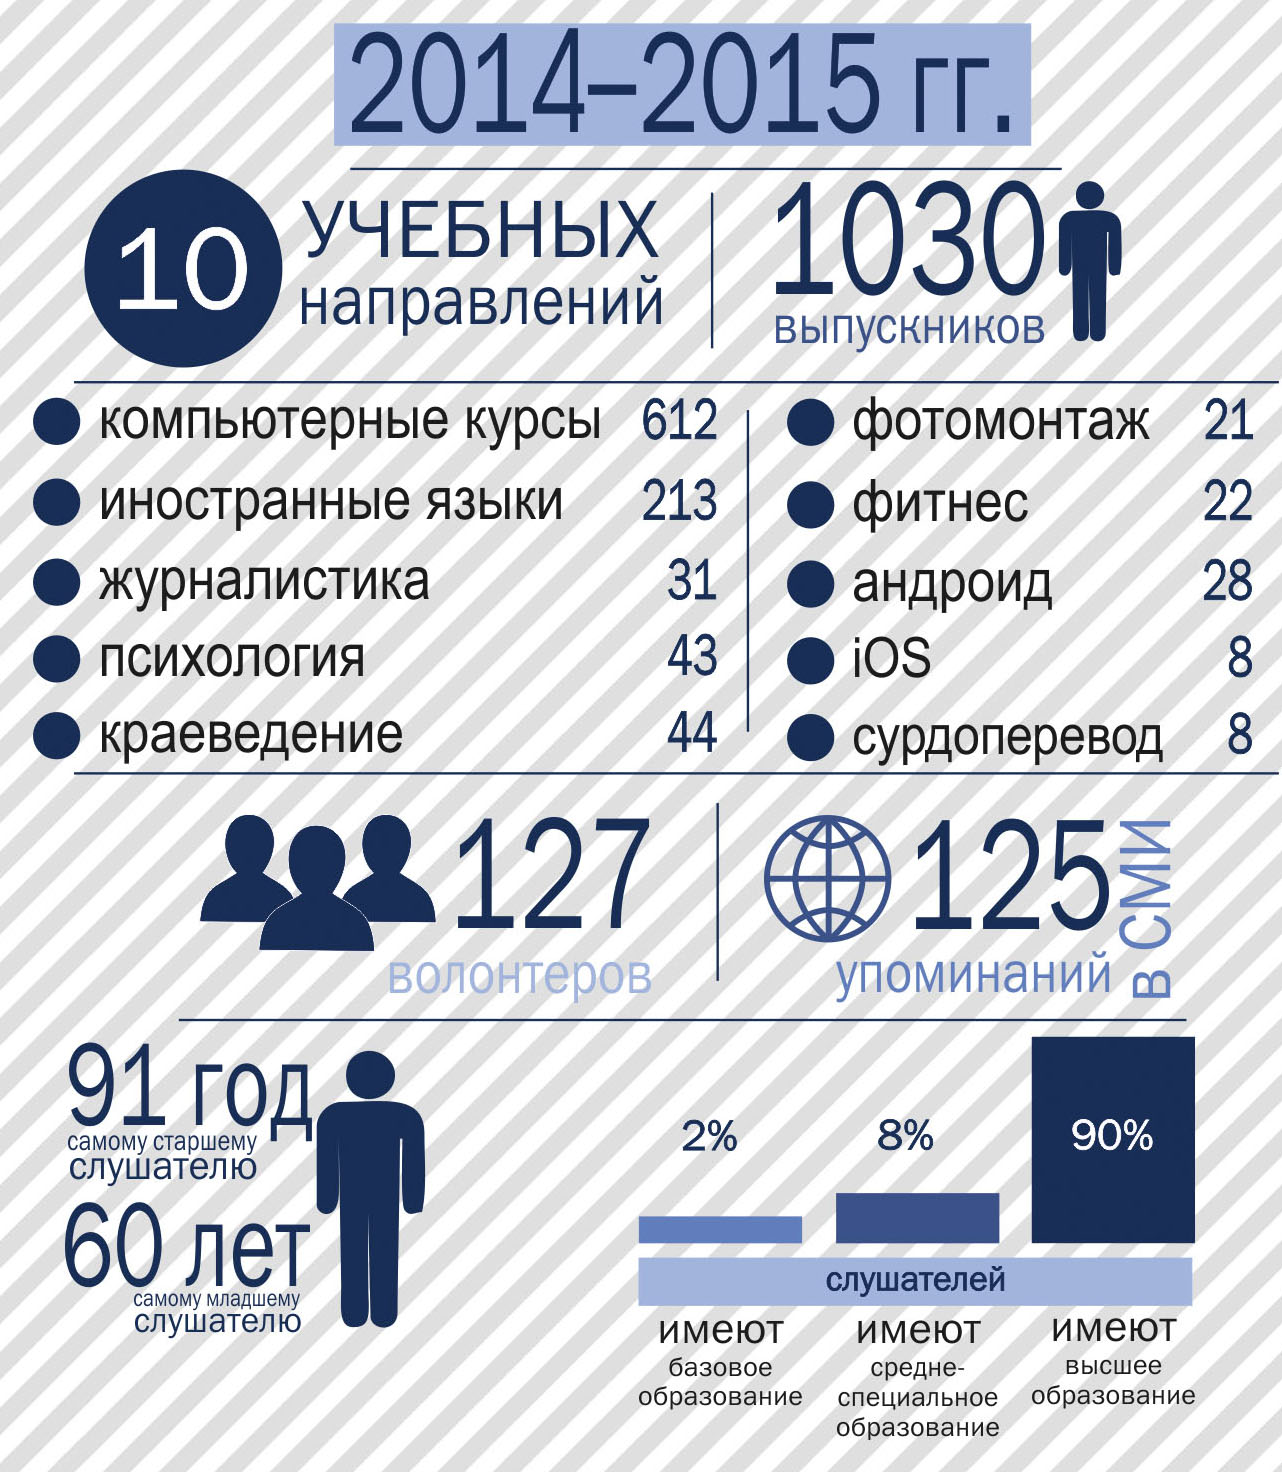 2014–2015 гг.
10
УЧЕБНЫХ
направлений
1030
выпускников
компьютерные курсы 612
иностранные языки 213
журналистика 31
психология 43
краеведение 44
фотомонтаж 21
фитнес 22
андроид 28
iOS 8
сурдоперевод 8
127
волонтеров
125
упоминаний
в СМИ
91 год
самому старшему
слушателю
60 лет
самому младшему
слушателю
2% 8% 90%
слушателей
имеют
базовое
образование
имеют
средне-
специальное
образование
имеют
высшее
образование